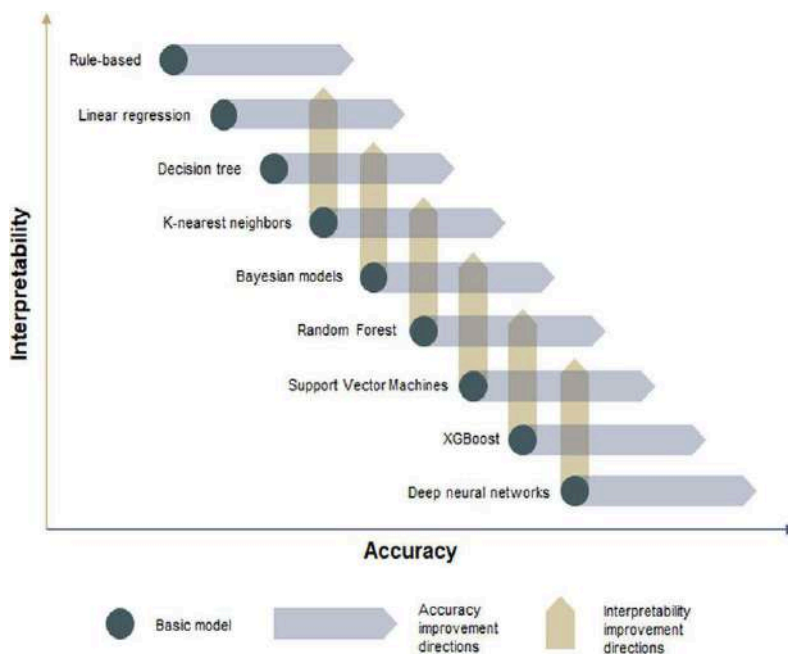 Rule-based
Linear regression
Decision tree
K-nearest neighbors
Bayesian models
Random Forest
Support Vector Machines
XGBoost
Deep neural networks
Interpretability
Accuracy
Basic model
Accuracy
improvement
directions
Interpretability
improvement
directions